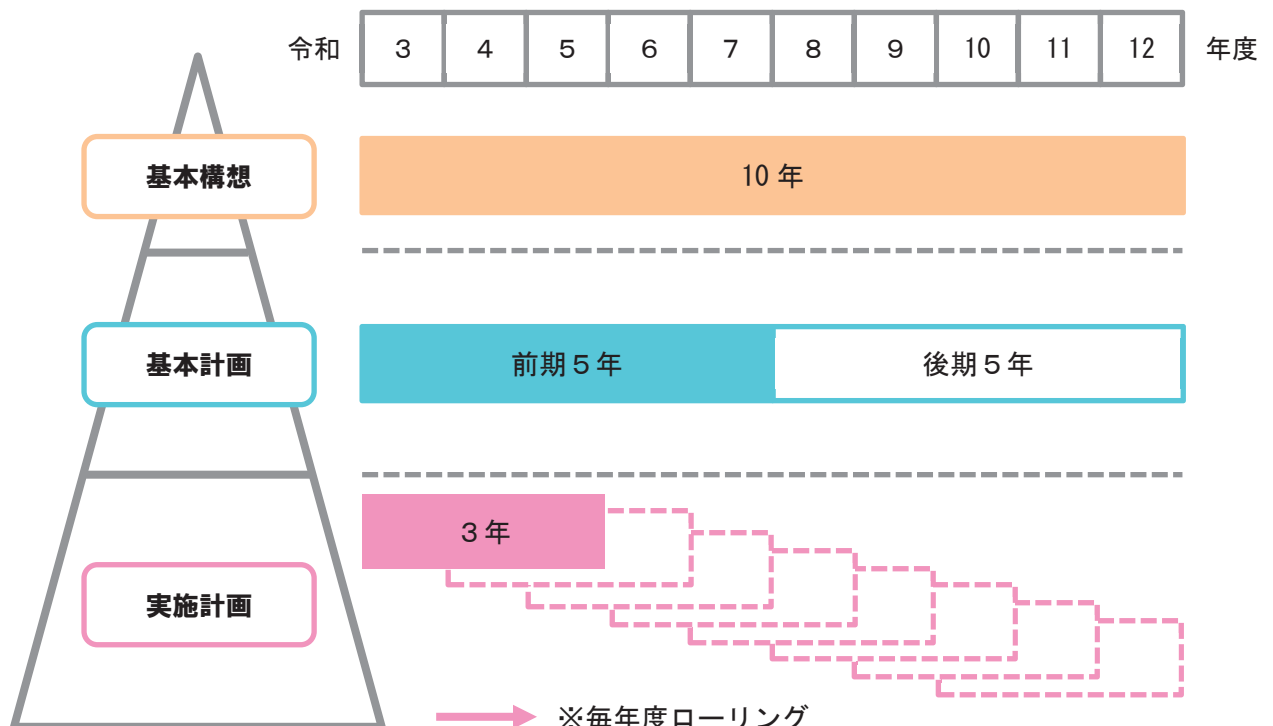 令和 3 4 5 6 7 8 9 10 11 12 年度
基本構想 10年
基本計画 前期5年 後期5年
3年
実施計画
※毎年度ローリング